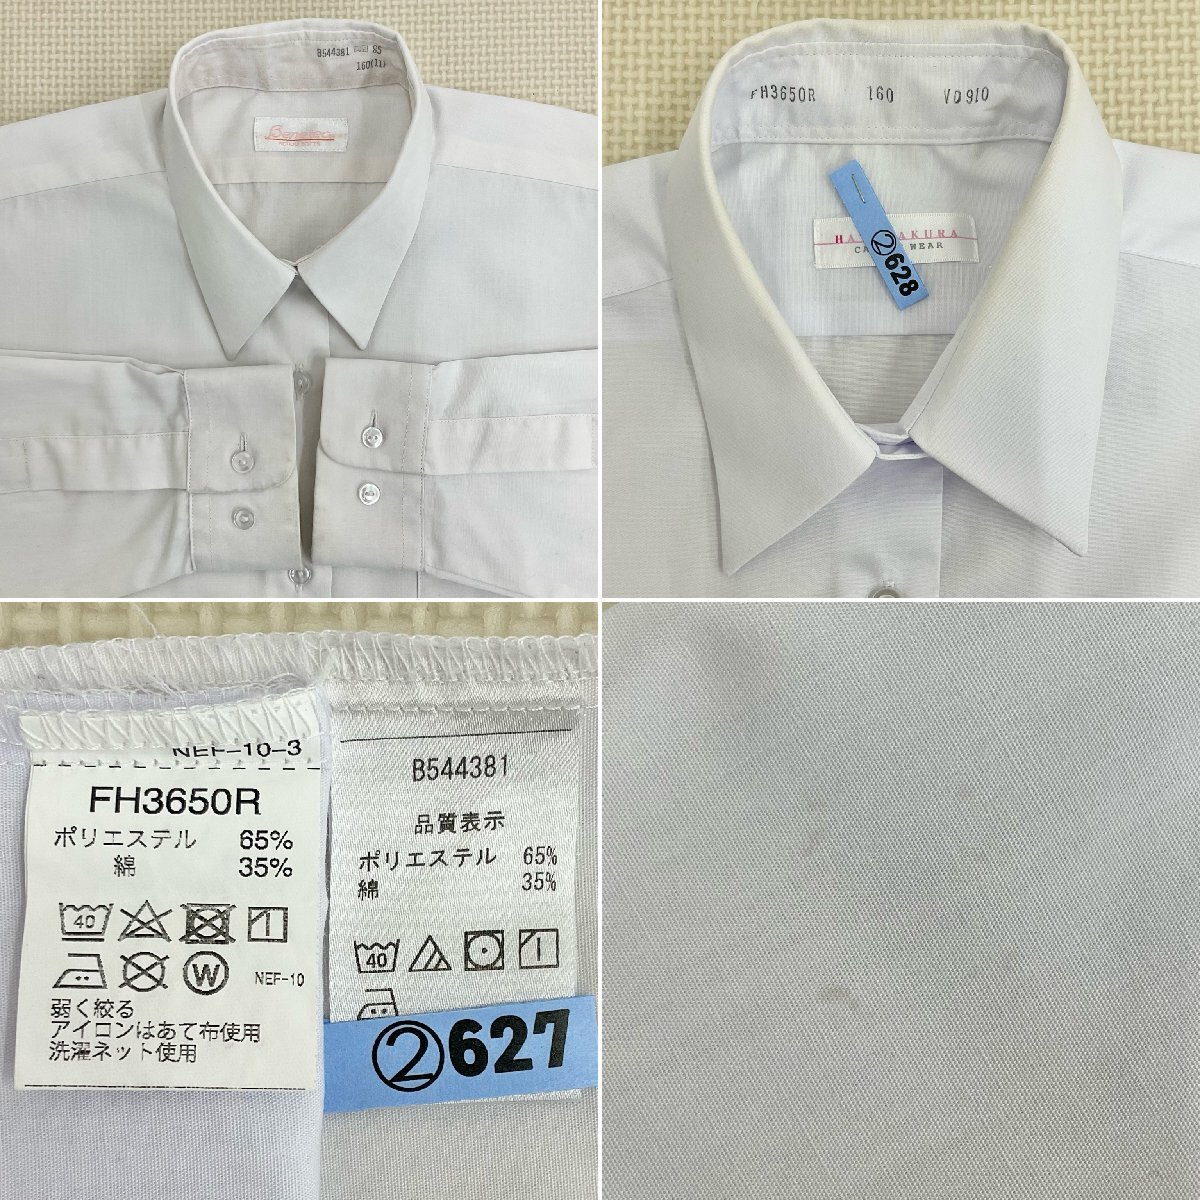 B544381 85
160(11)
FH3650R 160 VD910
AKURA
WEAR
②628
NEF-10-3
FH3650R
ポリエステル 65%
綿 35%
40
W NEF-10
弱く絞る
アイロンはあて布使用
洗濯ネット使用
B544381
品質表示
ポリエステル 65%
綿 35%
40
②627